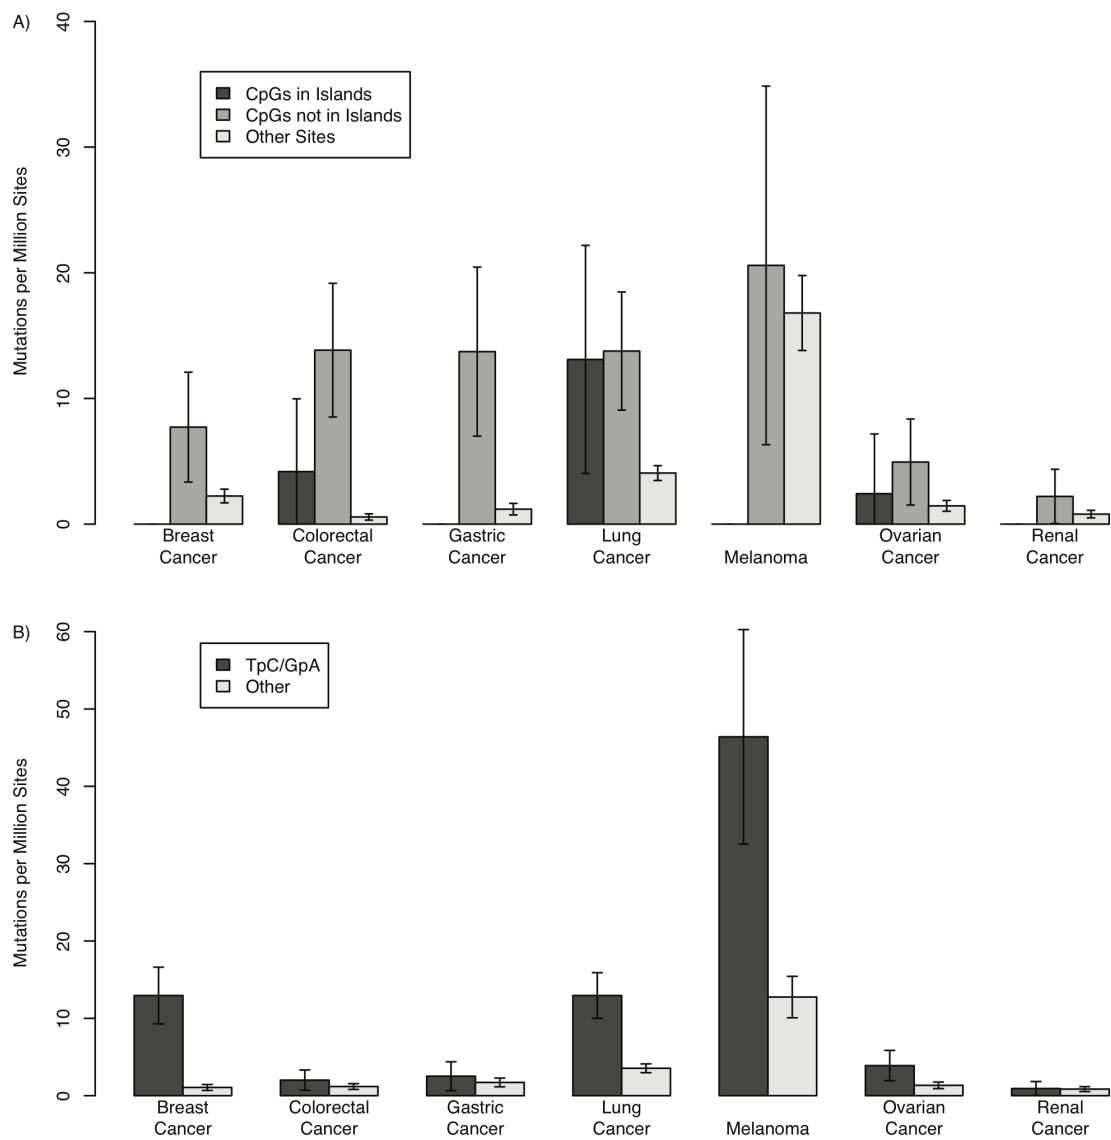 A)
40
30
20
10
0
Mutations per Million Sites
CpGs in Islands
CpGs not in Islands
Other Sites
Breast
Cancer
Colorectal
Cancer
Gastric
Cancer
Lung
Cancer
Melanoma
Ovarian
Cancer
Renal
Cancer
B)
60
50
40
30
20
10
0
Mutations per Million Sites
TpC/GpA
Other
Breast
Cancer
Colorectal
Cancer
Gastric
Cancer
Lung
Cancer
Melanoma
Ovarian
Cancer
Renal
Cancer